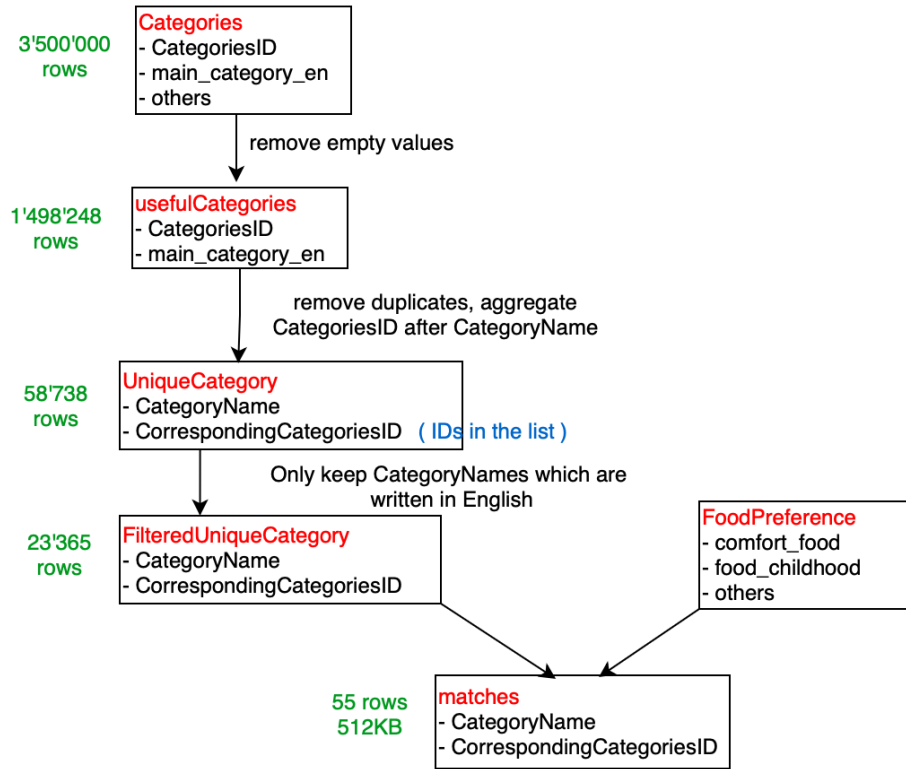 Categories
- CategoriesID
- main_category_en
- others
3'500'000
rows
remove empty values
usefulCategories
- CategoriesID
- main_category_en
1'498'248
rows
remove duplicates, aggregate
CategoriesID after CategoryName
UniqueCategory
- CategoryName
- CorrespondingCategoriesID ( IDs in the list )
58'738
rows
Only keep CategoryNames which are
written in English
FilteredUniqueCategory
- CategoryName
- CorrespondingCategoriesID
23'365
rows
FoodPreference
- comfort_food
- food_childhood
- others
55 rows
512KB
matches
- CategoryName
- CorrespondingCategoriesID